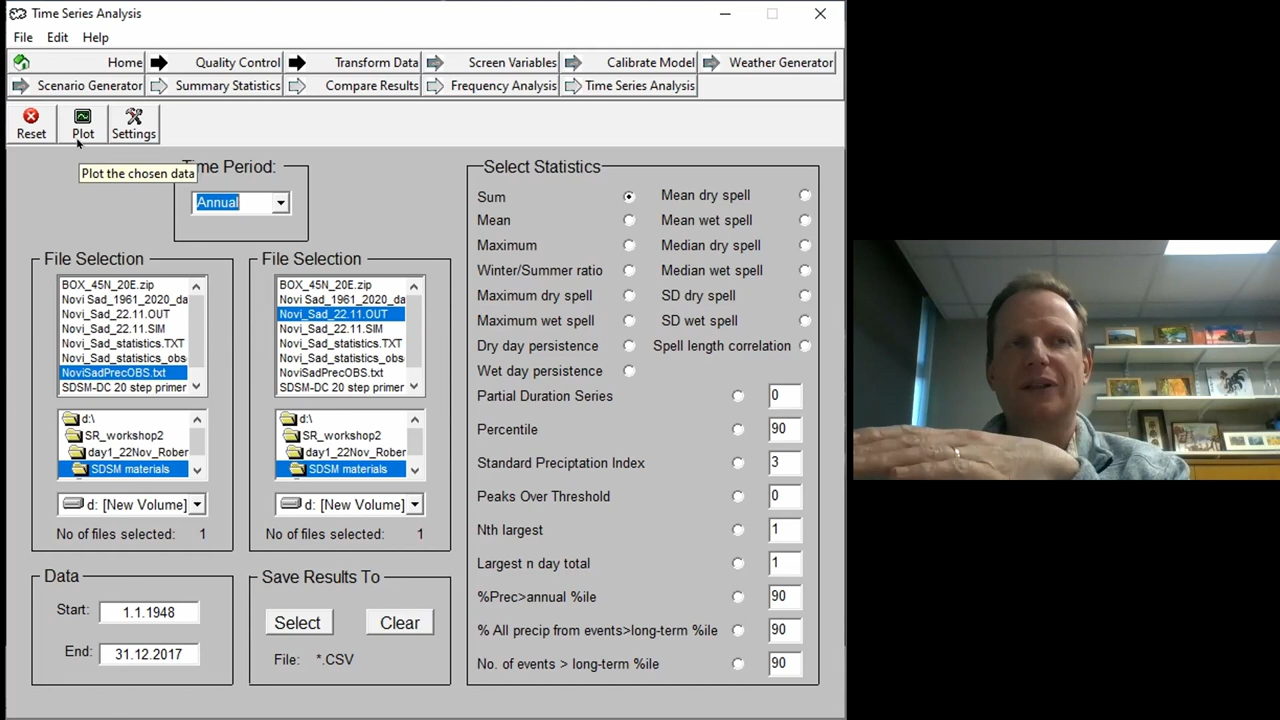 Time Series Analysis
File Edit Help
Home Quality Control Transform Data Screen Variables Calibrate Model Weather Generator
Scenario Generator Summary Statistics Compare Results Frequency Analysis Time Series Analysis
Reset Plot Settings
Plot the chosen data
Time Period:
Annual
File Selection
BOX_45N_20E.zip
Novi Sad_1961_2020_da
Novi_Sad_22.11.OUT
Novi_Sad_22.11.SIM
Novi_Sad_statistics.TXT
Novi_Sad_statistics_obs
NoviSadPrecOBS.txt
SDSM-DC 20 step primer
d:\
SR_workshop2
day1_22Nov_Rober
SDSM materials
d: [New Volume]
No of files selected: 1
File Selection
BOX_45N_20E.zip
Novi Sad_1961_2020_da
Novi_Sad_22.11.OUT
Novi_Sad_22.11.SIM
Novi_Sad_statistics.TXT
Novi_Sad_statistics_obs
NoviSadPrecOBS.txt
SDSM-DC 20 step primer
d:\
SR_workshop2
day1_22Nov_Rober
SDSM materials
d: [New Volume]
No of files selected: 1
Data
Start: 1.1.1948
End: 31.12.2017
Save Results To
Select Clear
File: *.CSV
Select Statistics
Sum Mean dry spell
Mean Mean wet spell
Maximum Median dry spell
Winter/Summer ratio Median wet spell
Maximum dry spell SD dry spell
Maximum wet spell SD wet spell
Dry day persistence Spell length correlation
Wet day persistence
Partial Duration Series 0
Percentile 90
Standard Preciptation Index 3
Peaks Over Threshold 0
Nth largest 1
Largest n day total 1
%Prec>annual %ile 90
% All precip from events>long-term %ile 90
No. of events > long-term %ile 90